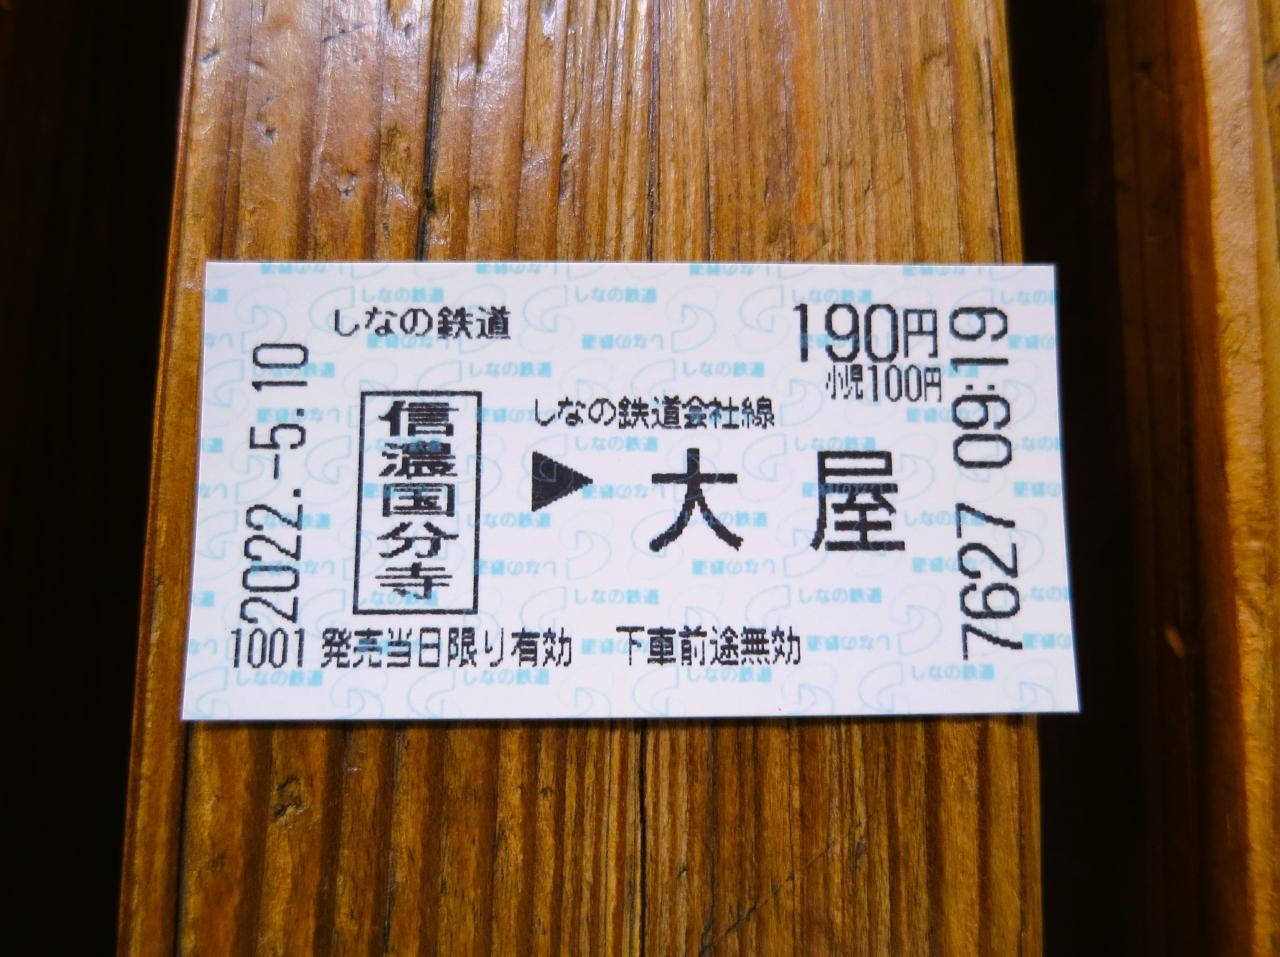 しなの鉄道
190円
小児100円
2022.-5.10
信濃国分寺
しなの鉄道会社線
▶ 大屋
7627 09:19
1001 発売当日限り有効 下車前途無効